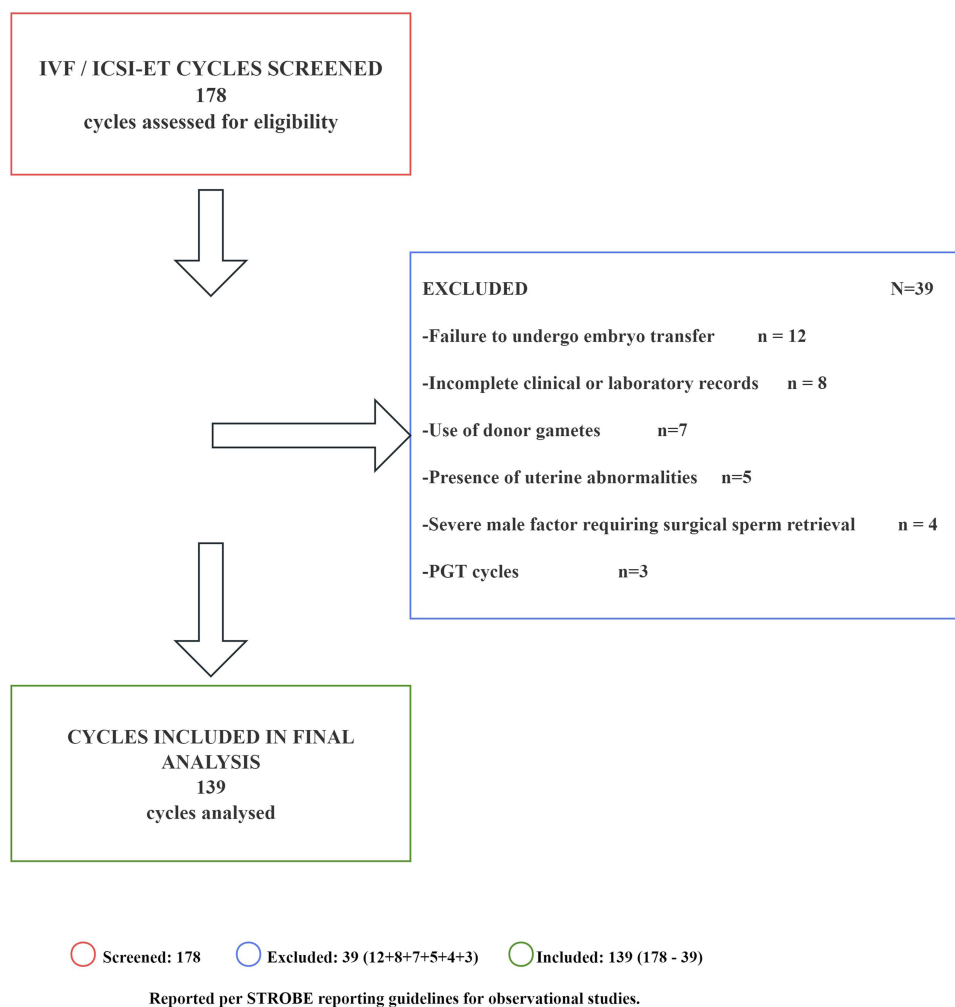 IVF / ICSI-ET CYCLES SCREENED
178
cycles assessed for eligibility
EXCLUDED N=39
-Failure to undergo embryo transfer n = 12
-Incomplete clinical or laboratory records n = 8
-Use of donor gametes n=7
-Presence of uterine abnormalities n=5
-Severe male factor requiring surgical sperm retrieval n = 4
-PGT cycles n=3
CYCLES INCLUDED IN FINAL
ANALYSIS
139
cycles analysed
Screened: 178 Excluded: 39 (12+8+7+5+4+3) Included: 139 (178 - 39)
Reported per STROBE reporting guidelines for observational studies.